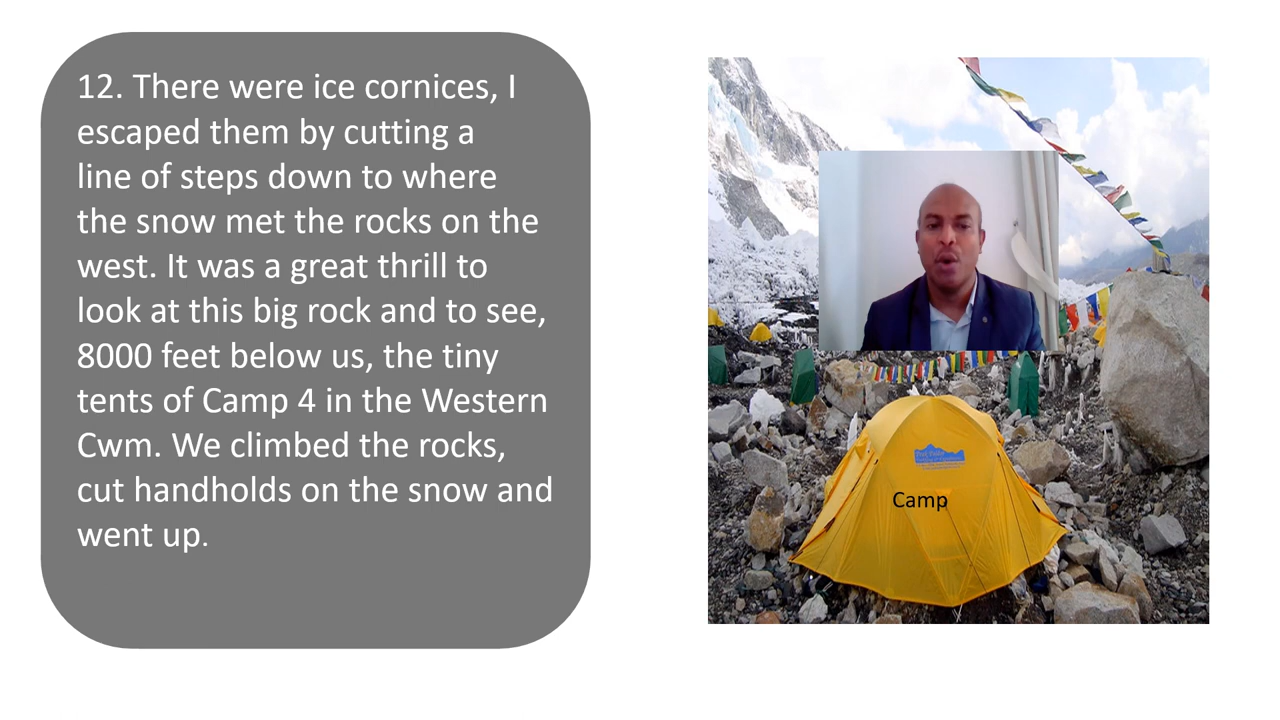 12. There were ice cornices, I
escaped them by cutting a
line of steps down to where
the snow met the rocks on the
west. It was a great thrill to
look at this big rock and to see,
8000 feet below us, the tiny
tents of Camp 4 in the Western
Cwm. We climbed the rocks,
cut handholds on the snow and
went up.
Camp